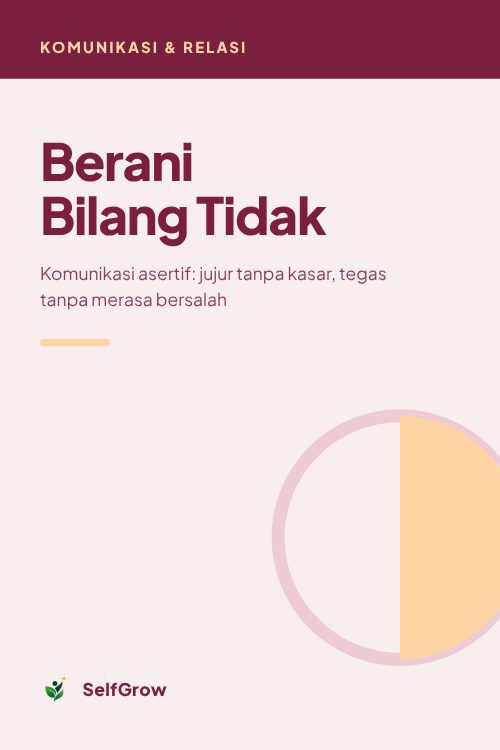 KOMUNIKASI & RELASI
Berani
Bilang Tidak
Komunikasi asertif: jujur tanpa kasar, tegas
tanpa merasa bersalah
SelfGrow